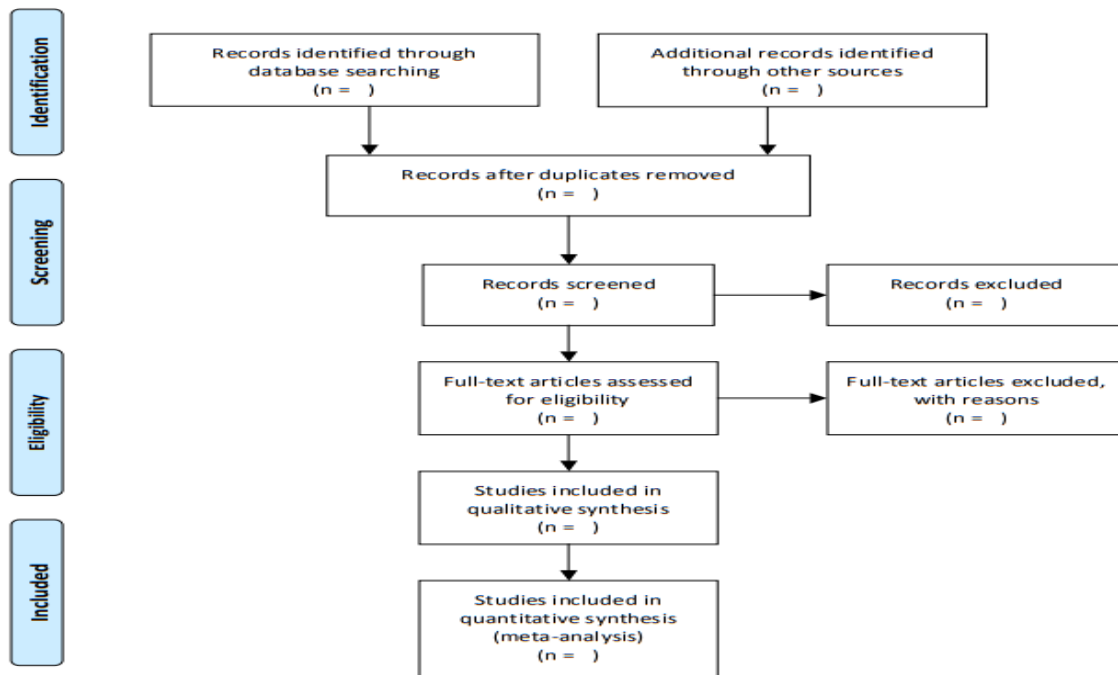 Identification
Records identified through
database searching
(n =   )
Additional records identified
through other sources
(n =   )
Records after duplicates removed
(n =   )
Screening
Records screened
(n =   )
Records excluded
(n =   )
Eligibility
Full-text articles assessed
for eligibility
(n =   )
Full-text articles excluded,
with reasons
(n =   )
Studies included in
qualitative synthesis
(n =   )
Included
Studies included in
quantitative synthesis
(meta-analysis)
(n =   )